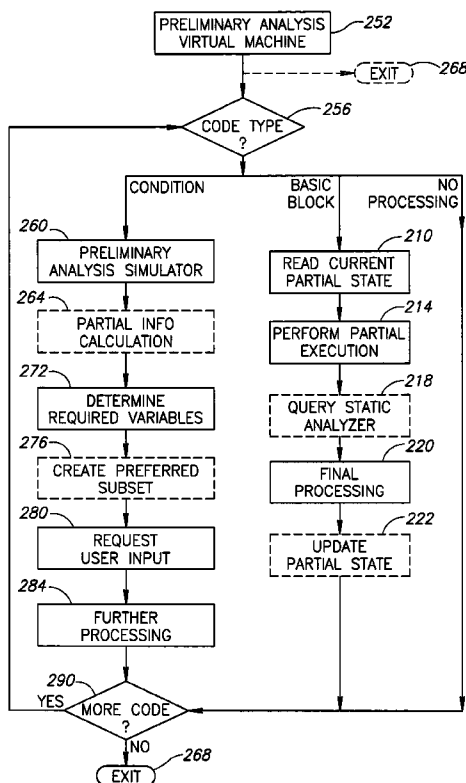 PRELIMINARY ANALYSIS
VIRTUAL MACHINE
252
EXIT
268
CODE TYPE
?
256
CONDITION
BASIC
BLOCK
NO
PROCESSING
260
PRELIMINARY
ANALYSIS SIMULATOR
264
PARTIAL INFO
CALCULATION
272
DETERMINE
REQUIRED VARIABLES
276
CREATE PREFERRED
SUBSET
280
REQUEST
USER INPUT
284
FURTHER
PROCESSING
210
READ CURRENT
PARTIAL STATE
214
PERFORM PARTIAL
EXECUTION
218
QUERY STATIC
ANALYZER
220
FINAL
PROCESSING
222
UPDATE
PARTIAL STATE
290
YES
MORE CODE
?
NO
EXIT
268